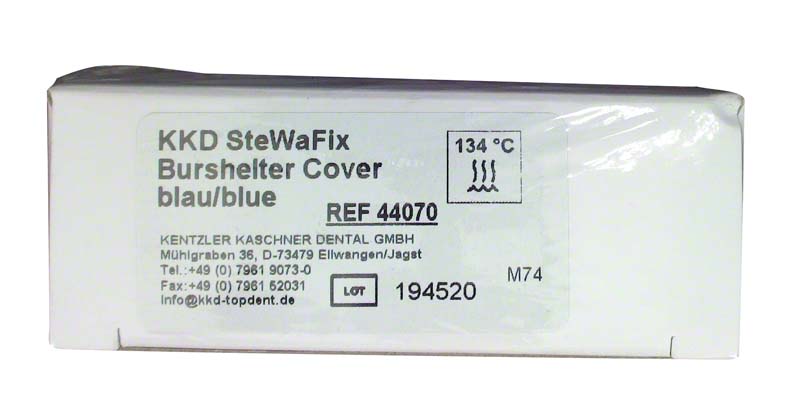 KKD SteWaFix
Burshelter Cover
blau/blue
134 °C
REF 44070
KENTZLER KASCHNER DENTAL GMBH
Mühlgraben 36, D-73479 Ellwangen/Jagst
Tel.:+49 (0) 7961 9073-0
Fax:+49 (0) 7961 52031
info@kkd-topdent.de
LOT 194520
M74